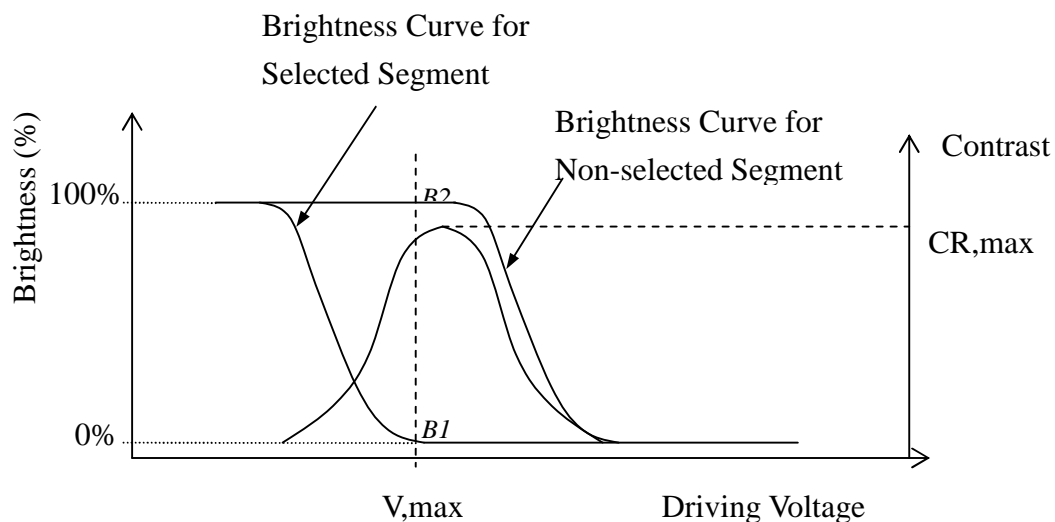 Brightness Curve for
Selected Segment
Brightness Curve for
Non-selected Segment
Contrast
Brightness (%)
100%
B2
CR,max
0%
B1
V,max
Driving Voltage